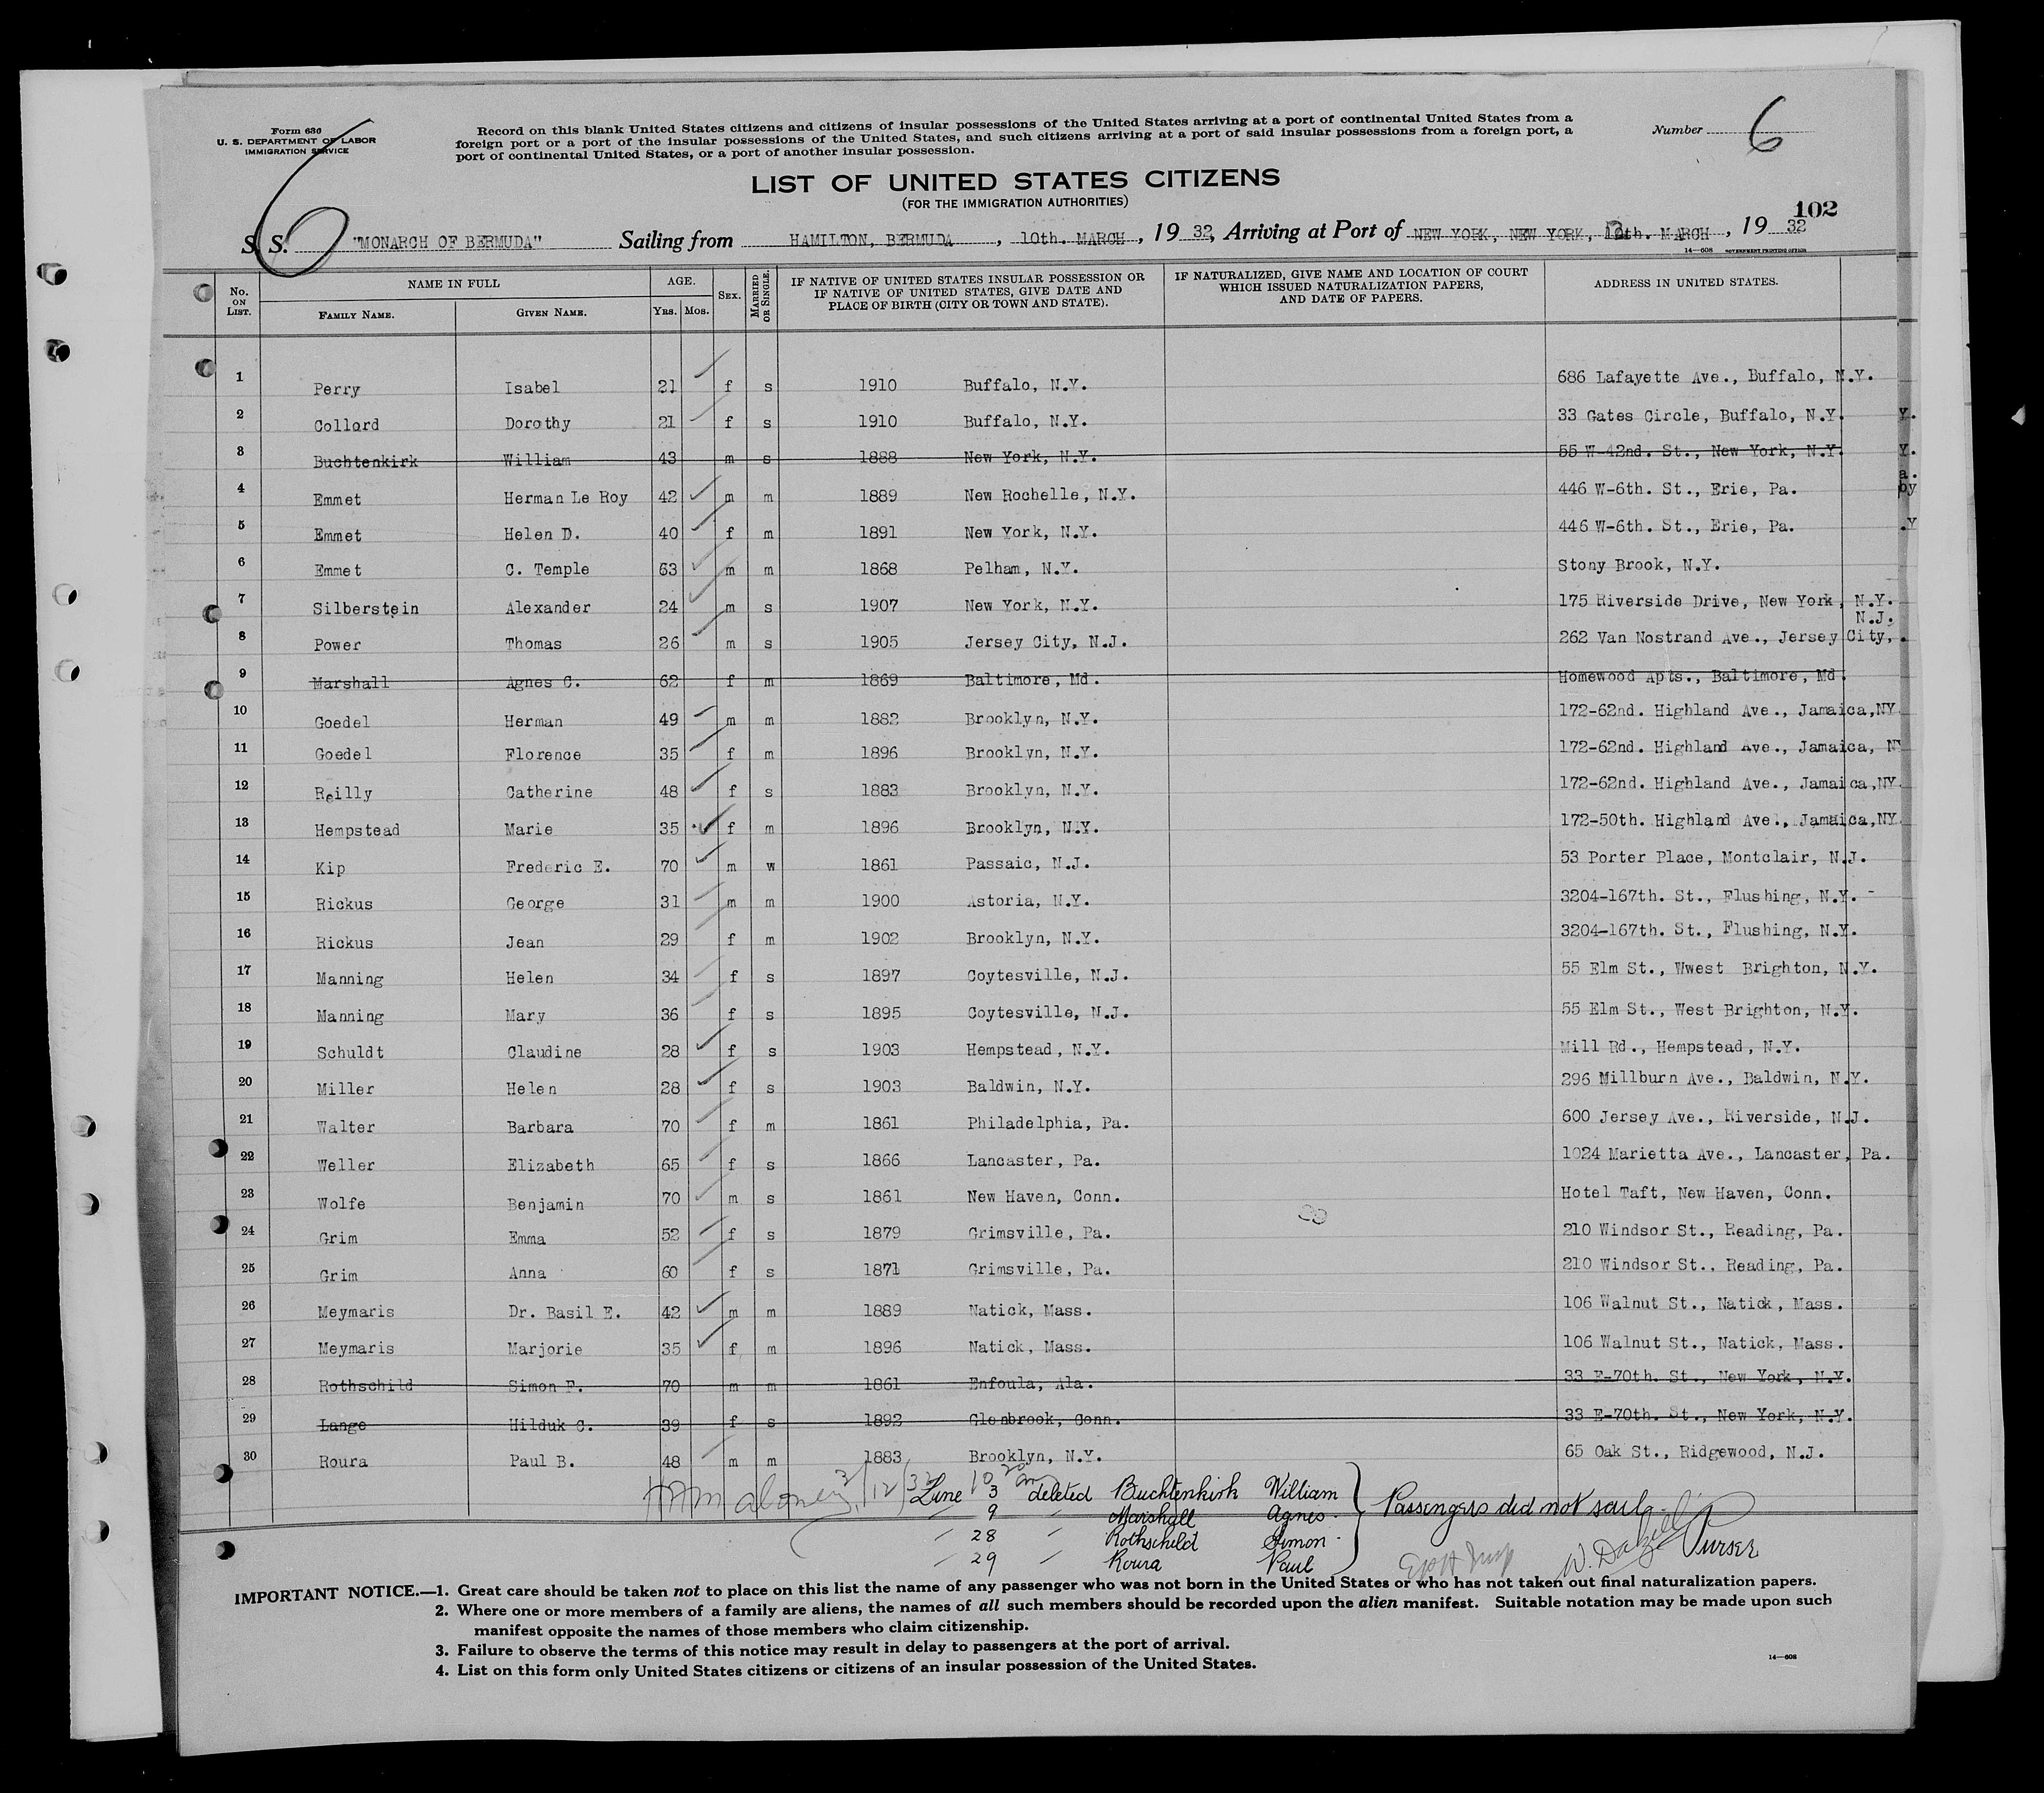 Form 630
U. S. DEPARTMENT OF LABOR
IMMIGRATION SERVICE
Record on this blank United States citizens and citizens of insular possessions of the United States arriving at a port of continental United States from a
foreign port or a port of the insular possessions of the United States, and such citizens arriving at a port of said insular possessions from a foreign port, a
port of continental United States, or a port of another insular possession.
Number 6
6
LIST OF UNITED STATES CITIZENS
(FOR THE IMMIGRATION AUTHORITIES)
102
S. S. "MONARCH OF BERMUDA" Sailing from HAMILTON, BERMUDA, 10th. MARCH, 1932, Arriving at Port of NEW YORK, NEW YORK, 12th. MARCH, 1932
14—608 GOVERNMENT PRINTING OFFICE
No. ON LIST. NAME IN FULL FAMILY NAME. GIVEN NAME. AGE. YRS. MOS. SEX. MARRIED OR SINGLE. IF NATIVE OF UNITED STATES INSULAR POSSESSION OR IF NATIVE OF UNITED STATES, GIVE DATE AND PLACE OF BIRTH (CITY OR TOWN AND STATE). IF NATURALIZED, GIVE NAME AND LOCATION OF COURT WHICH ISSUED NATURALIZATION PAPERS, AND DATE OF PAPERS. ADDRESS IN UNITED STATES.
1 Perry Isabel 21 f s 1910 Buffalo, N.Y. 686 Lafayette Ave., Buffalo, N.Y.
2 Collord Dorothy 21 f s 1910 Buffalo, N.Y. 33 Gates Circle, Buffalo, N.Y.
3 Buchtenkirk William 43 m s 1888 New York, N.Y. 55 W-42nd. St., New York, N.Y.
4 Emmet Herman Le Roy 42 m m 1889 New Rochelle, N.Y. 446 W-6th. St., Erie, Pa.
5 Emmet Helen D. 40 f m 1891 New York, N.Y. 446 W-6th. St., Erie, Pa.
6 Emmet C. Temple 63 m m 1868 Pelham, N.Y. Stony Brook, N.Y.
7 Silberstein Alexander 24 m s 1907 New York, N.Y. 175 Riverside Drive, New York, N.Y.
8 Power Thomas 26 m s 1905 Jersey City, N.J. 262 Van Nostrand Ave., Jersey City, N.J.
9 Marshall Agnes C. 62 f m 1869 Baltimore, Md. Homewood Apts., Baltimore, Md.
10 Goedel Herman 49 m m 1882 Brooklyn, N.Y. 172-62nd. Highland Ave., Jamaica,NY.
11 Goedel Florence 35 f m 1896 Brooklyn, N.Y. 172-62nd. Highland Ave., Jamaica, NY
12 Reilly Catherine 48 f s 1883 Brooklyn, N.Y. 172-62nd. Highland Ave., Jamaica,NY.
13 Hempstead Marie 35 f m 1896 Brooklyn, N.Y. 172-50th. Highland Ave., Jamaica,NY.
14 Kip Frederic E. 70 m w 1861 Passaic, N.J. 53 Porter Place, Montclair, N.J.
15 Rickus George 31 m m 1900 Astoria, N.Y. 3204-167th. St., Flushing, N.Y.
16 Rickus Jean 29 f m 1902 Brooklyn, N.Y. 3204-167th. St., Flushing, N.Y.
17 Manning Helen 34 f s 1897 Coytesville, N.J. 55 Elm St., Wwest Brighton, N.Y.
18 Manning Mary 36 f s 1895 Coytesville, N.J. 55 Elm St., West Brighton, N.Y.
19 Schuldt Claudine 28 f s 1903 Hempstead, N.Y. Mill Rd., Hempstead, N.Y.
20 Miller Helen 28 f s 1903 Baldwin, N.Y. 296 Millburn Ave., Baldwin, N.Y.
21 Walter Barbara 70 f m 1861 Philadelphia, Pa. 600 Jersey Ave., Riverside, N.J.
22 Weller Elizabeth 65 f s 1866 Lancaster, Pa. 1024 Marietta Ave., Lancaster, Pa.
23 Wolfe Benjamin 70 m s 1861 New Haven, Conn. Hotel Taft, New Haven, Conn.
24 Grim Emma 52 f s 1879 Grimsville, Pa. 210 Windsor St., Reading, Pa.
25 Grim Anna 60 f s 1871 Grimsville, Pa. 210 Windsor St., Reading, Pa.
26 Meymaris Dr. Basil E. 42 m m 1889 Natick, Mass. 106 Walnut St., Natick, Mass.
27 Meymaris Marjorie 35 f m 1896 Natick, Mass. 106 Walnut St., Natick, Mass.
28 Rothschild Simon F. 70 m m 1861 Enfoula, Ala. 33 E-70th. St., New York, N.Y.
29 Lange Hilduk C. 39 f s 1892 Glenbrook, Conn. 33 E-70th. St., New York, N.Y.
30 Roura Paul B. 48 m m 1883 Brooklyn, N.Y. 65 Oak St., Ridgewood, N.J.
Line 3 deleted Buchtenkirk William
9 Marshall Agnes
28 Rothschild Simon
29 Roura Paul
Passengers did not sail.
W. Dalziell Purser
IMPORTANT NOTICE.—1. Great care should be taken not to place on this list the name of any passenger who was not born in the United States or who has not taken out final naturalization papers.
2. Where one or more members of a family are aliens, the names of all such members should be recorded upon the alien manifest. Suitable notation may be made upon such
manifest opposite the names of those members who claim citizenship.
3. Failure to observe the terms of this notice may result in delay to passengers at the port of arrival.
4. List on this form only United States citizens or citizens of an insular possession of the United States.
14—608